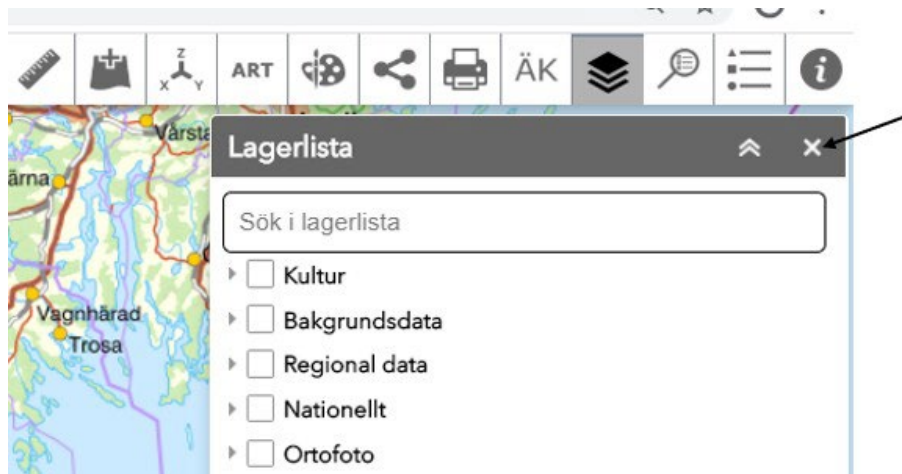 Z
X Y
ART
ÄK
Vårsta
ärna
Lagerlista
Sök i lagerlista
Kultur
Bakgrundsdata
Vagnhärad
Trosa
Regional data
Nationellt
Ortofoto